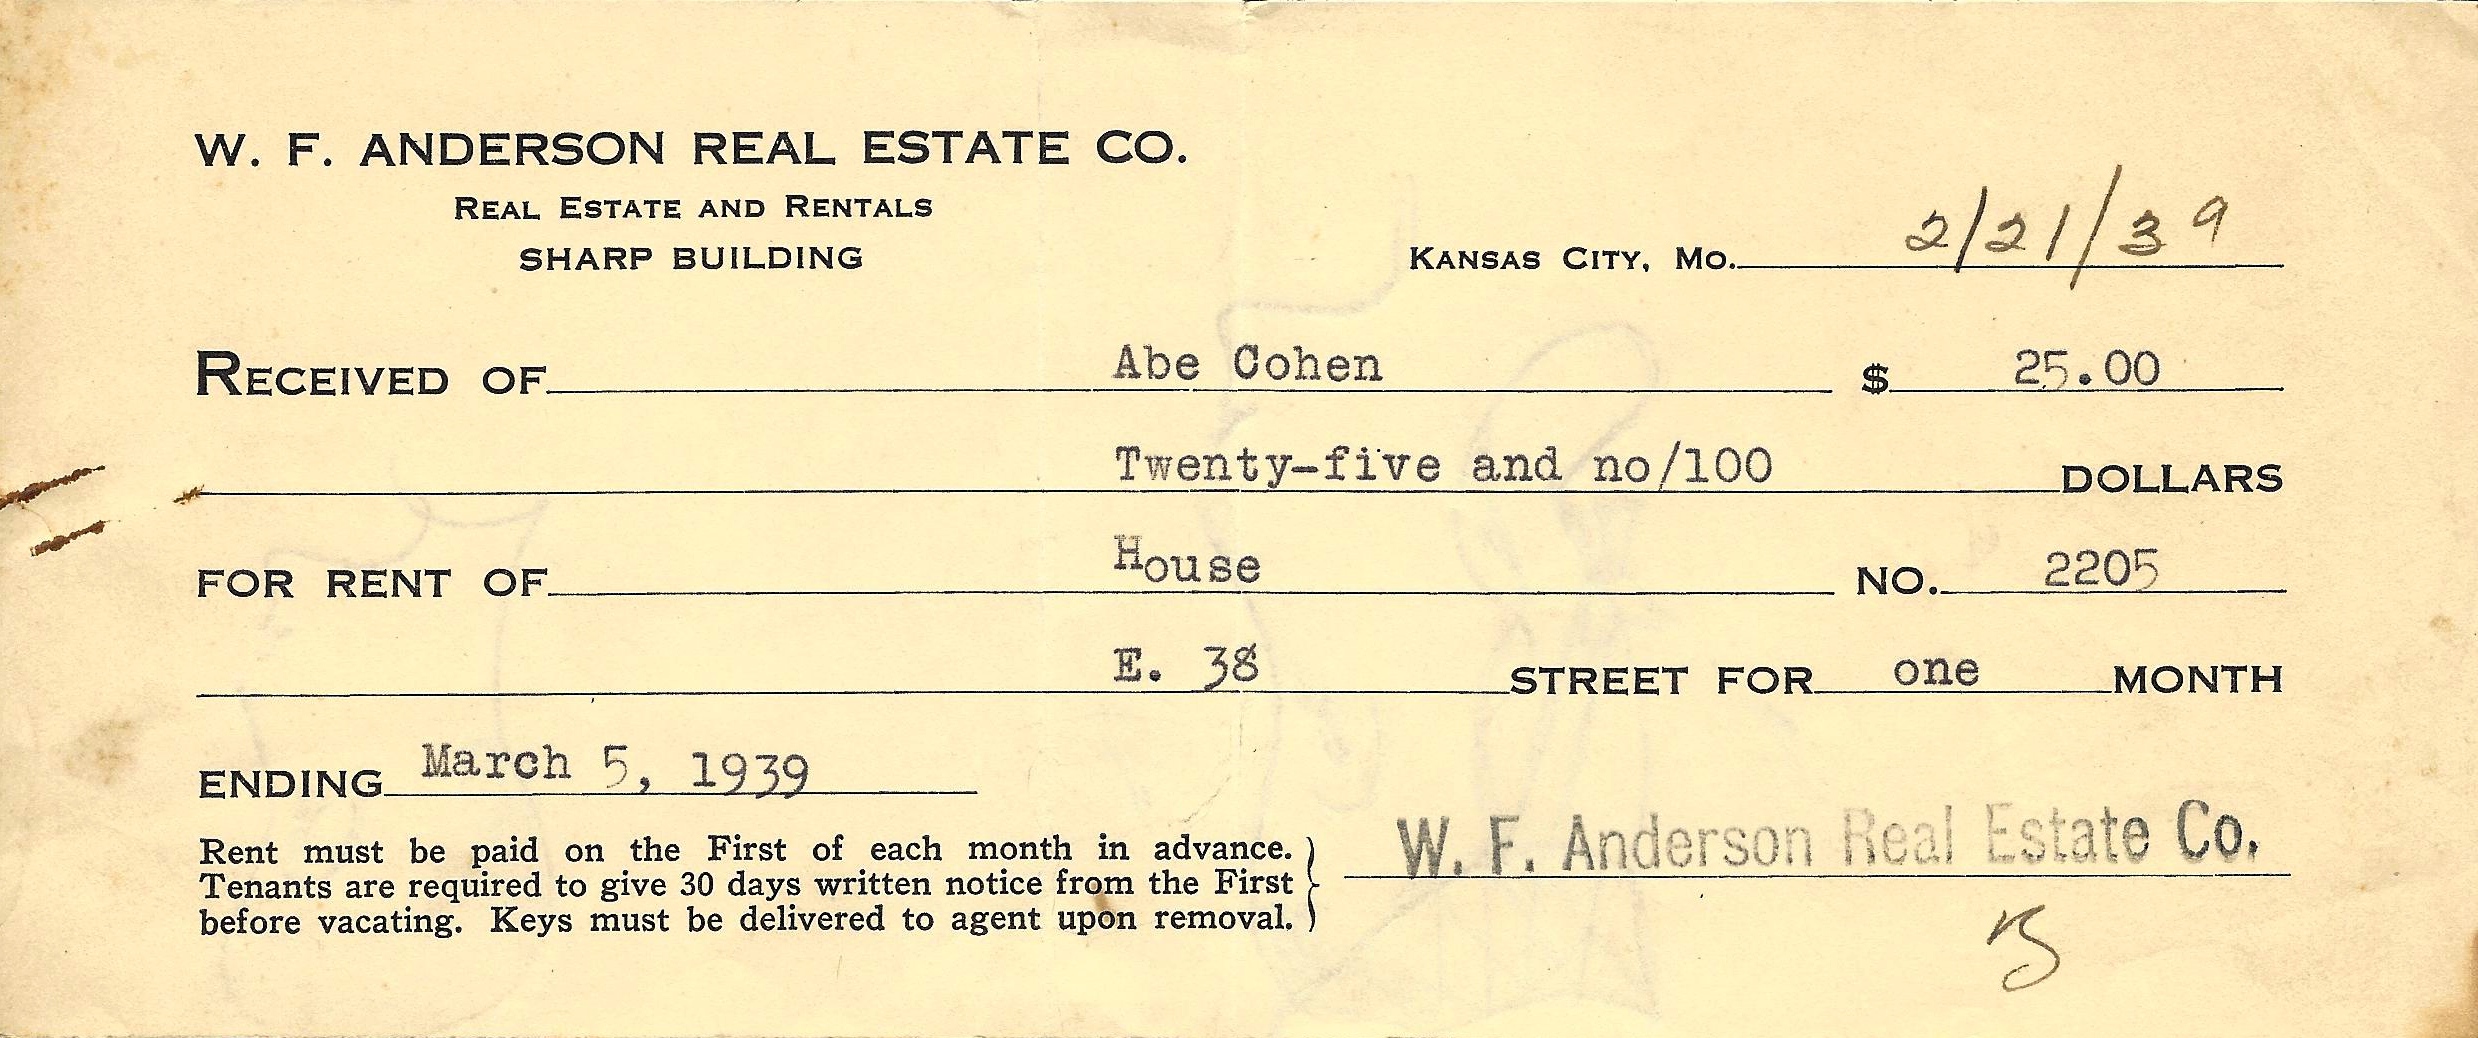 W. F. ANDERSON REAL ESTATE CO.
REAL ESTATE AND RENTALS
SHARP BUILDING
KANSAS CITY, MO. 2/21/39
RECEIVED OF Abe Cohen $ 25.00
Twenty-five and no/100 DOLLARS
FOR RENT OF House NO. 2205
E. 38 STREET FOR one MONTH
ENDING March 5, 1939
Rent must be paid on the First of each month in advance.
Tenants are required to give 30 days written notice from the First
before vacating. Keys must be delivered to agent upon removal.
W. F. Anderson Real Estate Co.